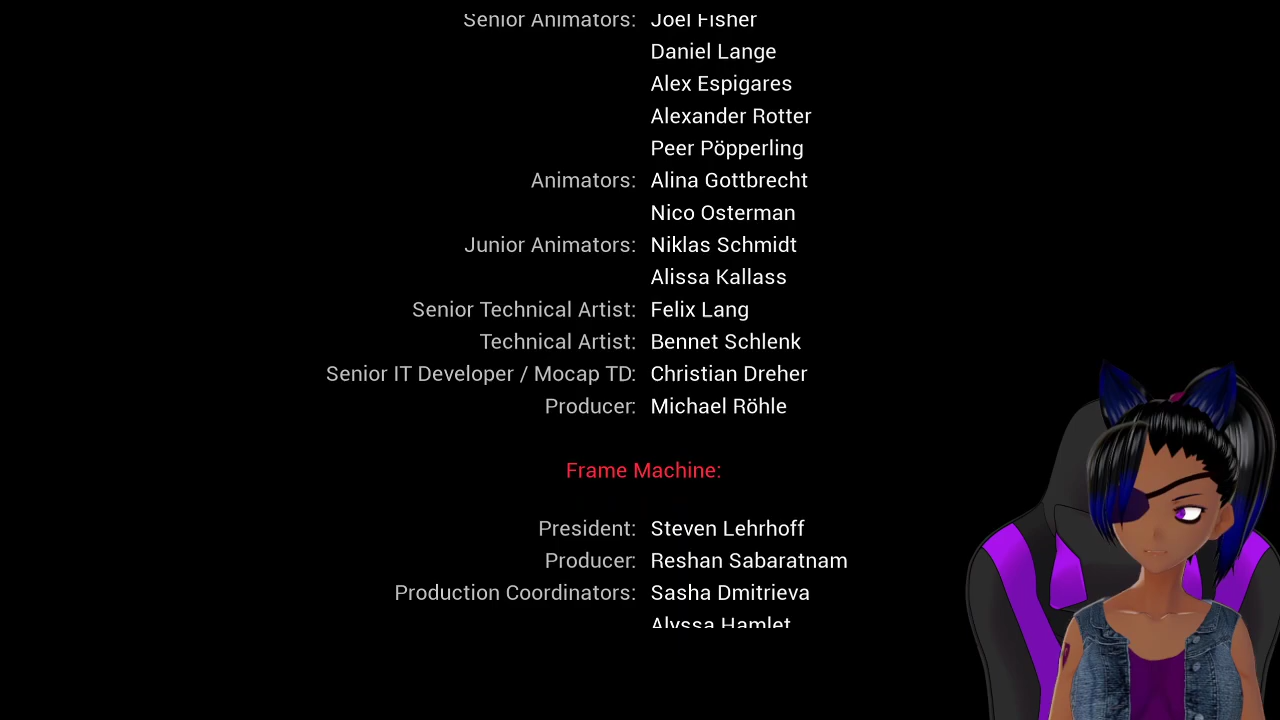 Senior Animators: Joel Fisher
Daniel Lange
Alex Espigares
Alexander Rotter
Peer Pöpperling
Animators: Alina Gottbrecht
Nico Osterman
Junior Animators: Niklas Schmidt
Alissa Kallass
Senior Technical Artist: Felix Lang
Technical Artist: Bennet Schlenk
Senior IT Developer / Mocap TD: Christian Dreher
Producer: Michael Röhle
Frame Machine:
President: Steven Lehrhoff
Producer: Reshan Sabaratnam
Production Coordinators: Sasha Dmitrieva
Alyssa Hamlet